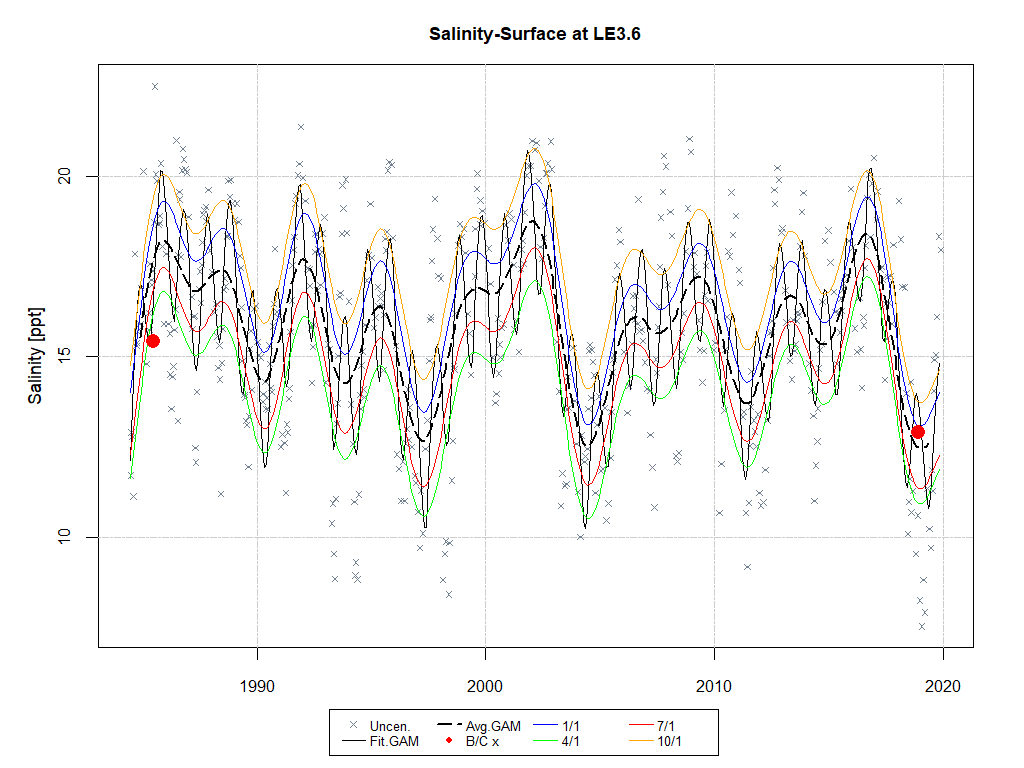 Salinity-Surface at LE3.6
Salinity [ppt]
20
15
10
1990 2000 2010 2020
Uncen. Avg.GAM 1/1 7/1
Fit.GAM B/C x 4/1 10/1